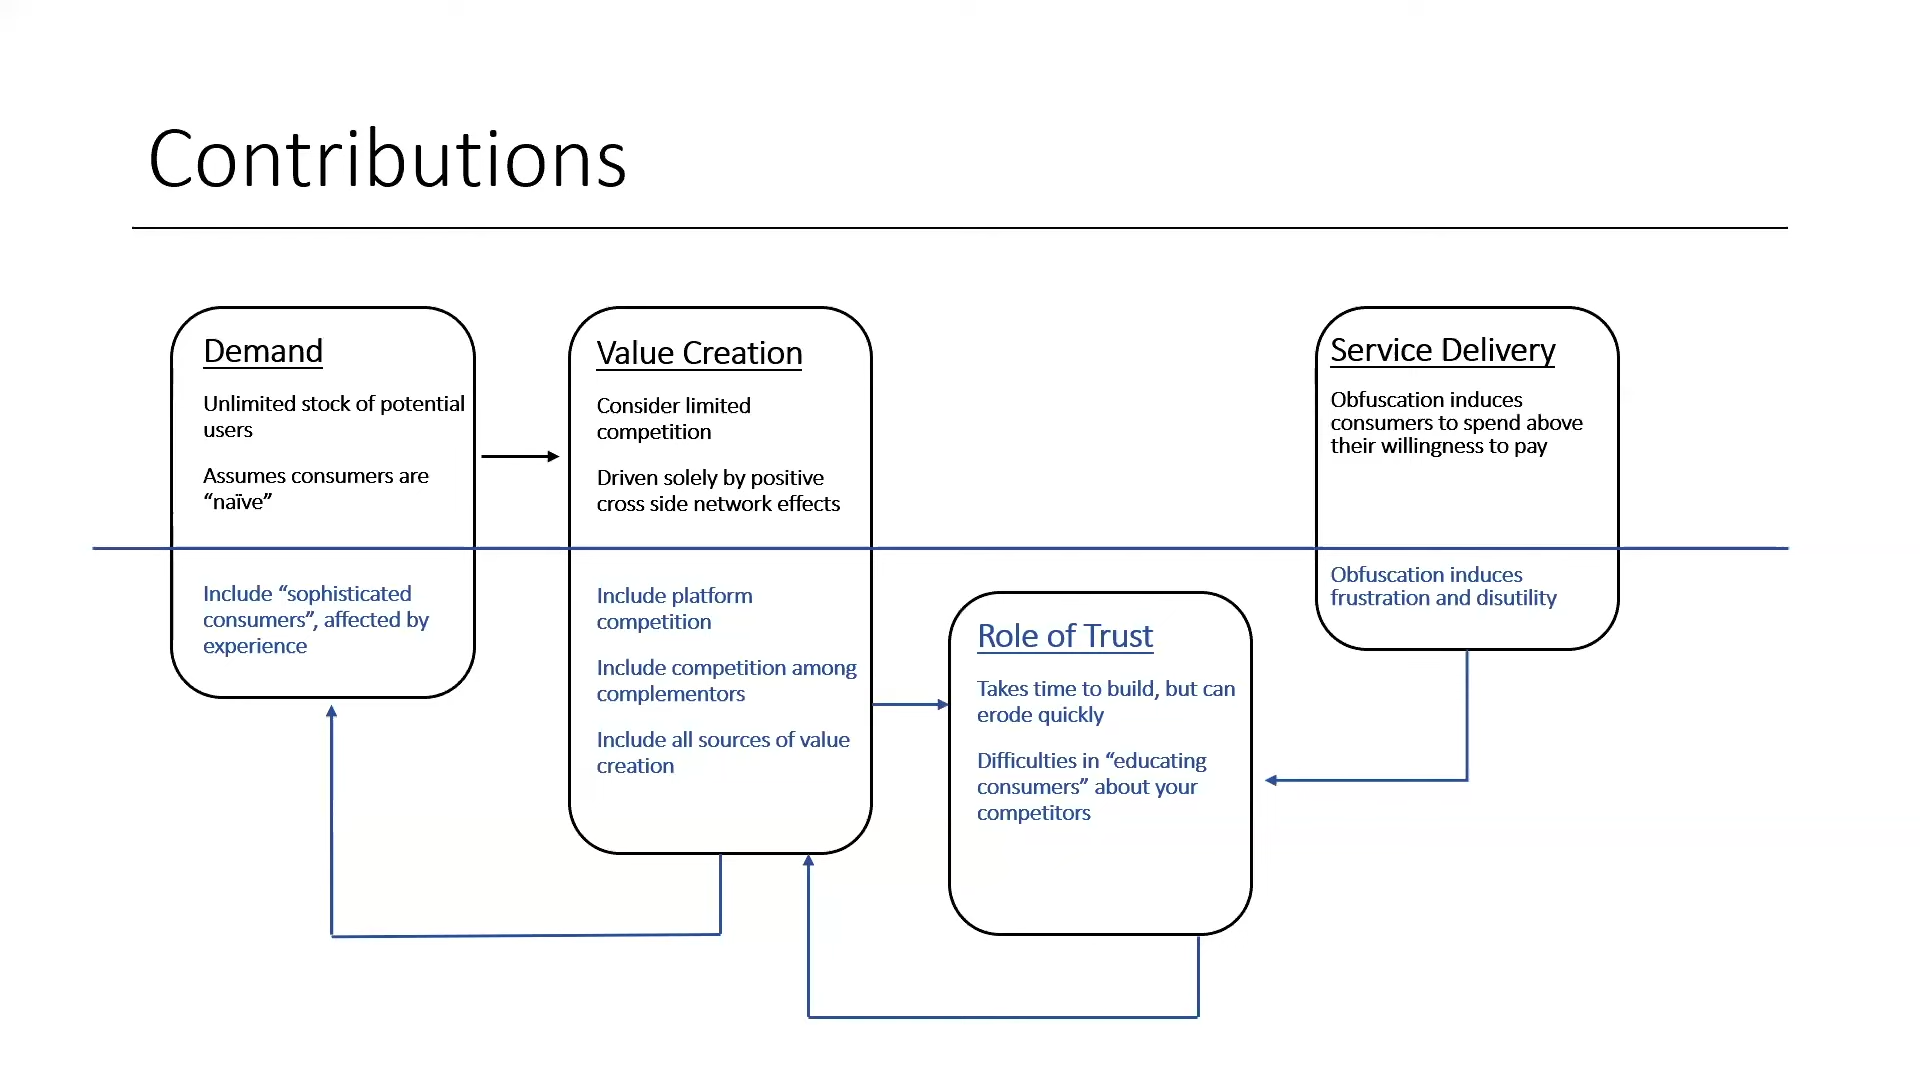 Contributions
Demand
Unlimited stock of potential
users
Assumes consumers are
“naïve”
Include “sophisticated
consumers”, affected by
experience
Value Creation
Consider limited
competition
Driven solely by positive
cross side network effects
Include platform
competition
Include competition among
complementors
Include all sources of value
creation
Role of Trust
Takes time to build, but can
erode quickly
Difficulties in “educating
consumers” about your
competitors
Service Delivery
Obfuscation induces
consumers to spend above
their willingness to pay
Obfuscation induces
frustration and disutility